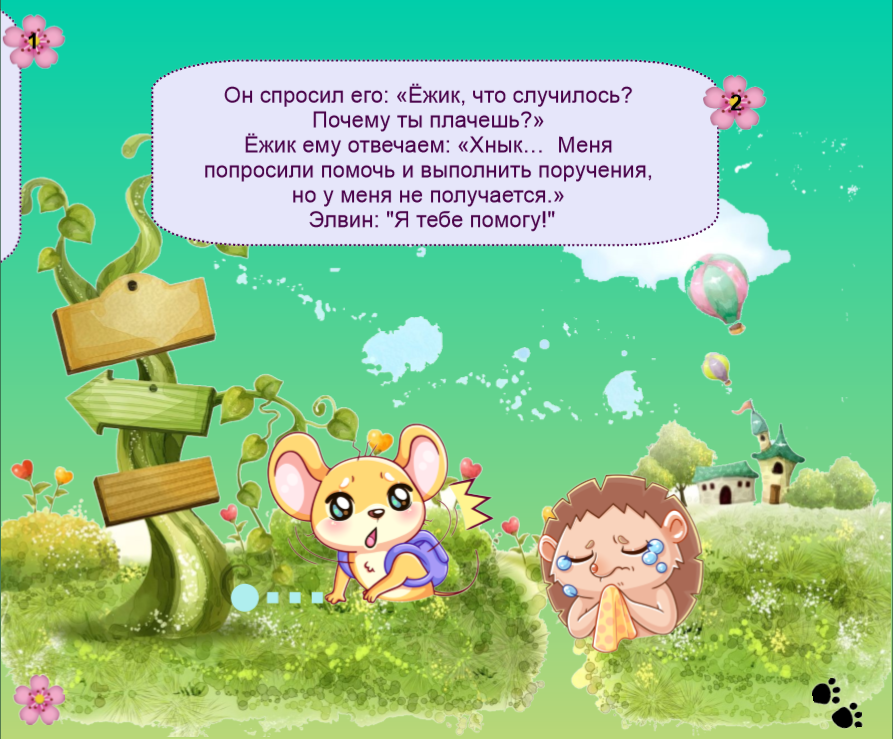 1
Он спросил его: «Ёжик, что случилось?
2
Почему ты плачешь?»
Ёжик ему отвечаем: «Хнык… Меня
попросили помочь и выполнить поручения,
но у меня не получается.»
Элвин: "Я тебе помогу!"